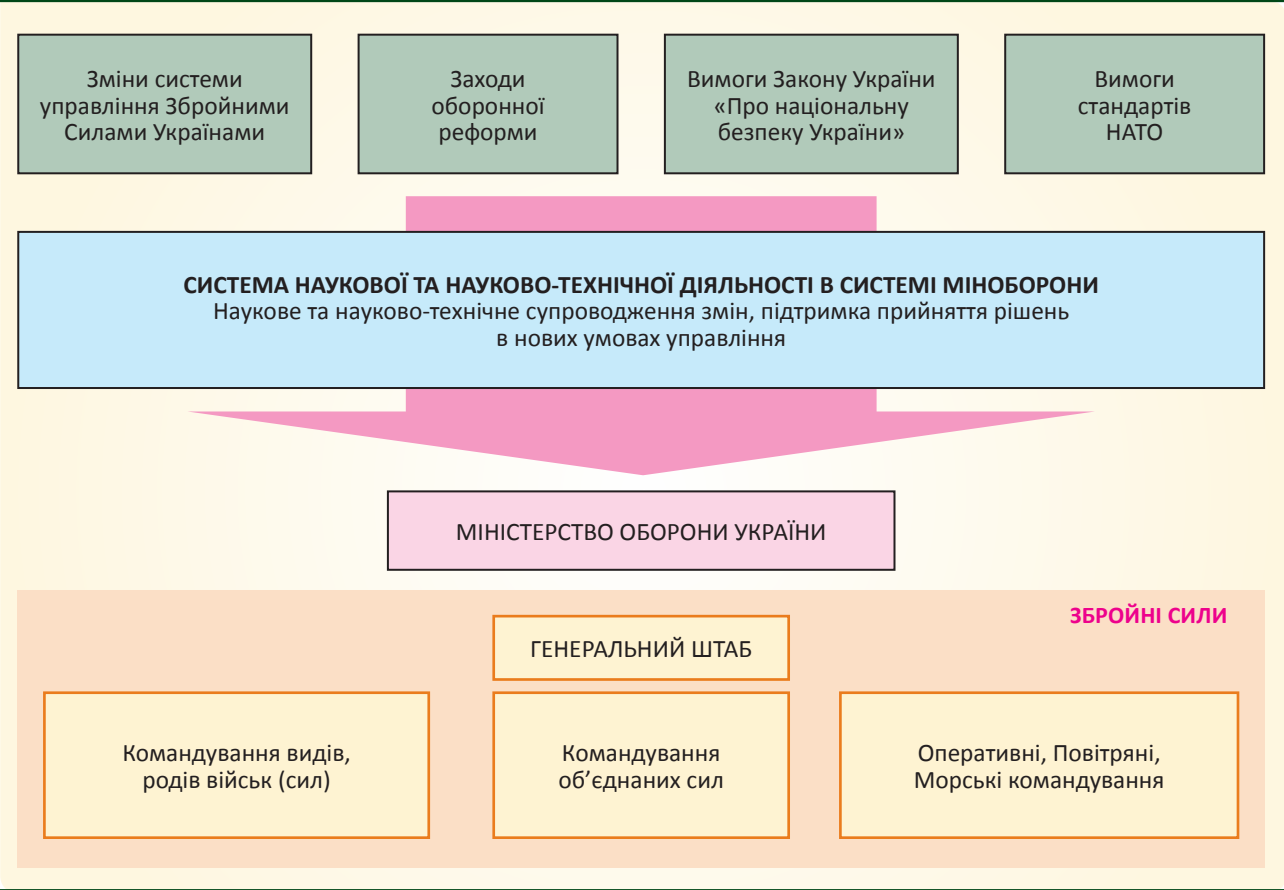 Зміни системи
управління Збройними
Силами Українами
Заходи
оборонної
реформи
Вимоги Закону України
«Про національну
безпеку України»
Вимоги
стандартів
НАТО
СИСТЕМА НАУКОВОЇ ТА НАУКОВО-ТЕХНІЧНОЇ ДІЯЛЬНОСТІ В СИСТЕМІ МІНОБОРОНИ
Наукове та науково-технічне супроводження змін, підтримка прийняття рішень
в нових умовах управління
МІНІСТЕРСТВО ОБОРОНИ УКРАЇНИ
ЗБРОЙНІ СИЛИ
ГЕНЕРАЛЬНИЙ ШТАБ
Командування видів,
родів військ (сил)
Командування
об’єднаних сил
Оперативні, Повітряні,
Морські командування